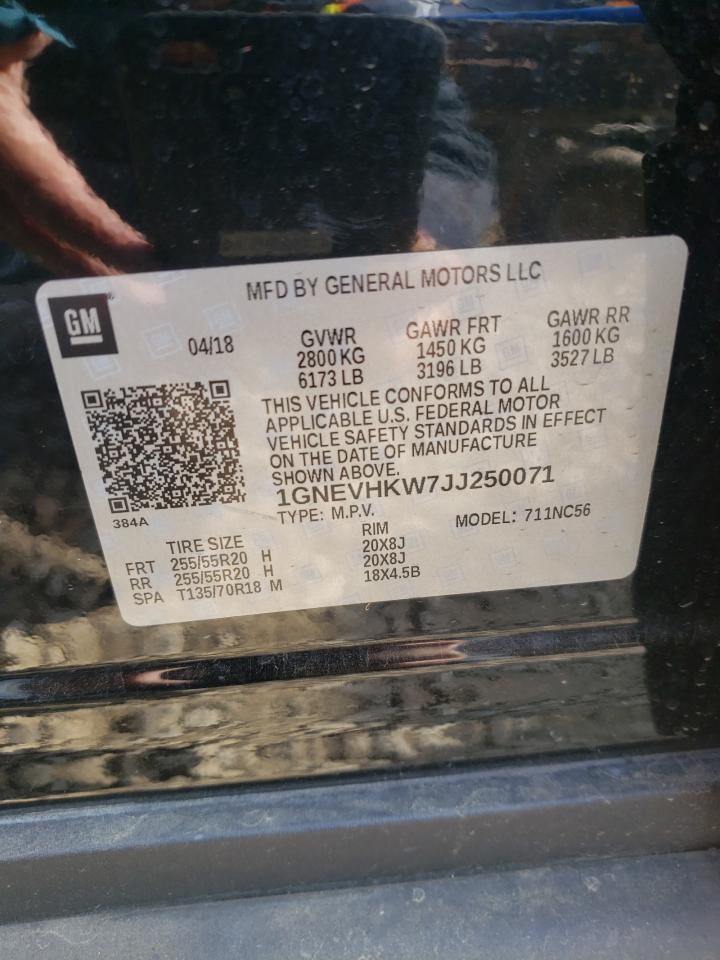 MFD BY GENERAL MOTORS LLC
GM®
04/18
GVWR
2800 KG
6173 LB
GAWR FRT
1450 KG
3196 LB
GAWR RR
1600 KG
3527 LB
THIS VEHICLE CONFORMS TO ALL
APPLICABLE U.S. FEDERAL MOTOR
VEHICLE SAFETY STANDARDS IN EFFECT
ON THE DATE OF MANUFACTURE
SHOWN ABOVE.
1GNEVHKW7JJ250071
384A
TYPE: M.P.V. MODEL: 711NC56
TIRE SIZE RIM
FRT 255/55R20 H 20X8J
RR 255/55R20 H 20X8J
SPA T135/70R18 M 18X4.5B